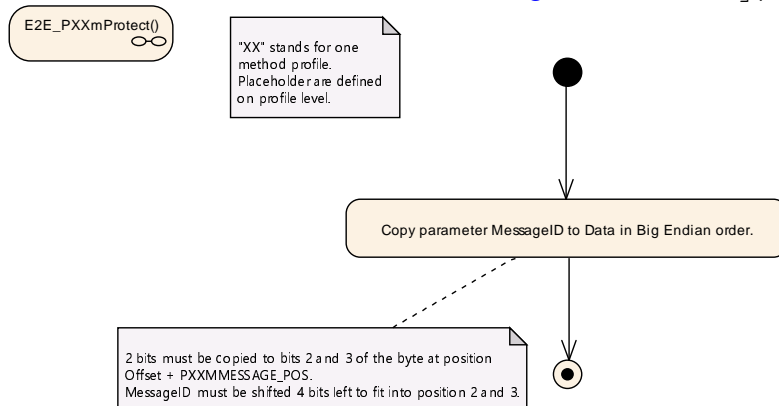 E2E_PXXmProtect()
"XX" stands for one
method profile.
Placeholder are defined
on profile level.
Copy parameter MessageID to Data in Big Endian order.
2 bits must be copied to bits 2 and 3 of the byte at position
Offset + PXXMMESSAGE_POS.
MessageID must be shifted 4 bits left to fit into position 2 and 3.